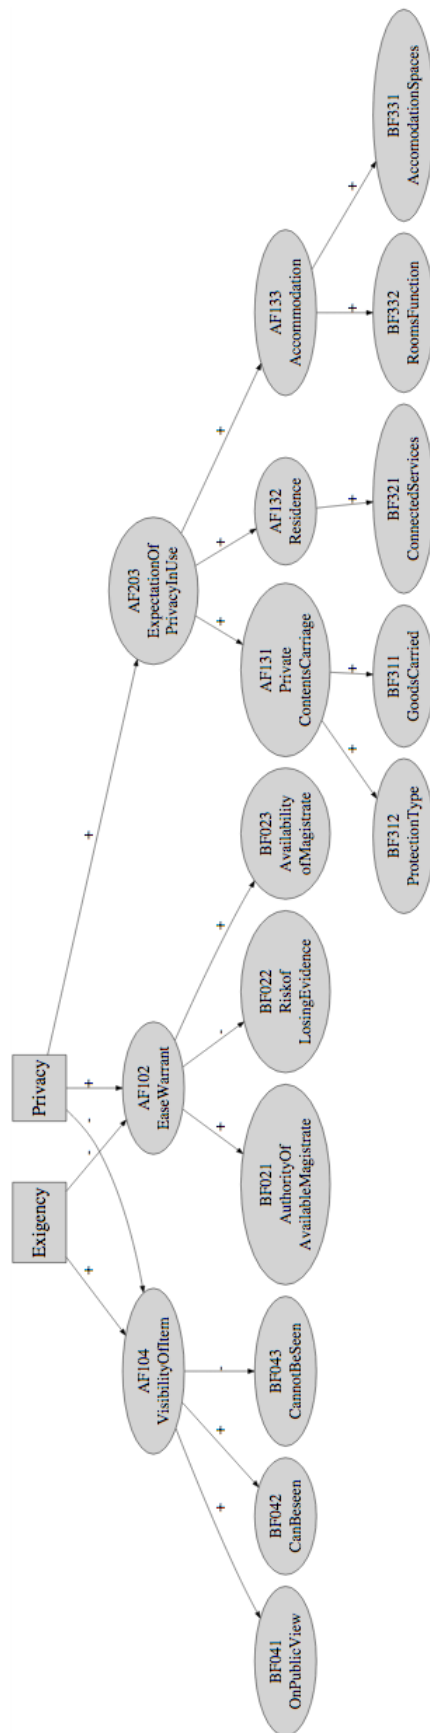 Exigency
Privacy
+
-
-
+
+
AF104
VisibilityOfItem
AF102
EaseWarrant
AF203
ExpectationOf
PrivacyInUse
+
+
-
+
-
+
+
+
+
BF041
OnPublicView
BF042
CanBeseen
BF043
CannotBeSeen
BF021
AuthorityOf
AvailableMagistrate
BF022
Riskof
LosingEvidence
BF023
Availability
ofMagistrate
AF131
Private
ContentsCarriage
AF132
Residence
AF133
Accommodation
+
+
+
+
+
BF312
ProtectionType
BF311
GoodsCarried
BF321
ConnectedServices
BF332
RoomsFunction
BF331
AccomodationSpaces